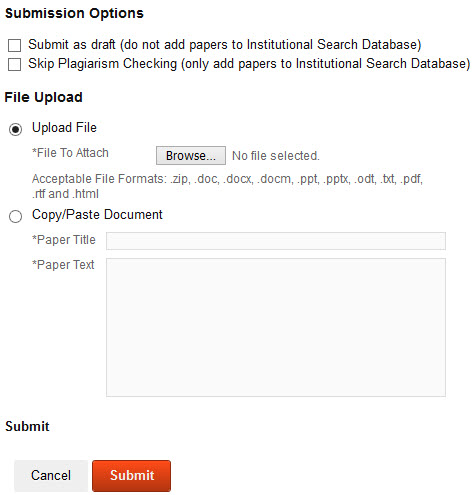 Submission Options
Submit as draft (do not add papers to Institutional Search Database)
Skip Plagiarism Checking (only add papers to Institutional Search Database)
File Upload
Upload File
*File To Attach Browse... No file selected.
Acceptable File Formats: .zip, .doc, .docx, .docm, .ppt, .pptx, .odt, .txt, .pdf,
.rtf and .html
Copy/Paste Document
*Paper Title
*Paper Text
Submit
Cancel Submit